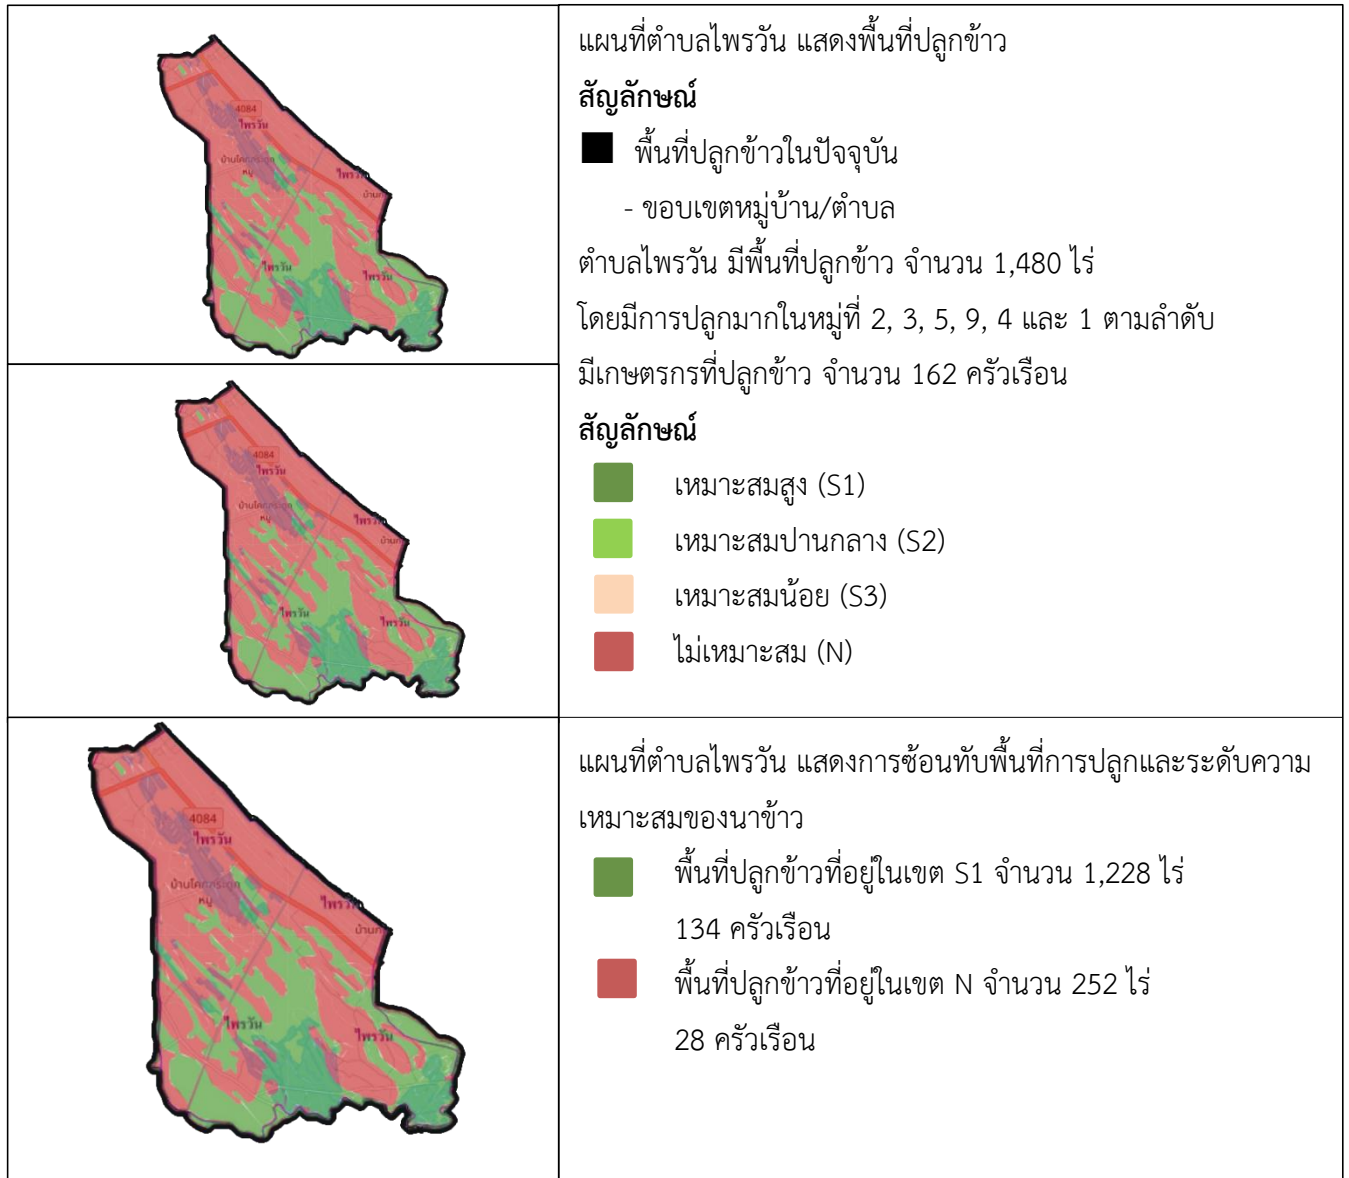 แผนที่ตำบลไพรวัน แสดงพื้นที่ปลูกข้าว
สัญลักษณ์
พื้นที่ปลูกข้าวในปัจจุบัน
- ขอบเขตหมู่บ้าน/ตำบล
ตำบลไพรวัน มีพื้นที่ปลูกข้าว จำนวน 1,480 ไร่
โดยมีการปลูกมากในหมู่ที่ 2, 3, 5, 9, 4 และ 1 ตามลำดับ
มีเกษตรกรที่ปลูกข้าว จำนวน 162 ครัวเรือน
สัญลักษณ์
เหมาะสมสูง (S1)
เหมาะสมปานกลาง (S2)
เหมาะสมน้อย (S3)
ไม่เหมาะสม (N)
แผนที่ตำบลไพรวัน แสดงการซ้อนทับพื้นที่การปลูกและระดับความ
เหมาะสมของนาข้าว
พื้นที่ปลูกข้าวที่อยู่ในเขต S1 จำนวน 1,228 ไร่
134 ครัวเรือน
พื้นที่ปลูกข้าวที่อยู่ในเขต N จำนวน 252 ไร่
28 ครัวเรือน
4084
ไพรวัน
ไพรวัน
ไพรวัน
4084
ไพรวัน
ไพรวัน
ไพรวัน
4084
ไพรวัน
ไพรวัน
ไพรวัน